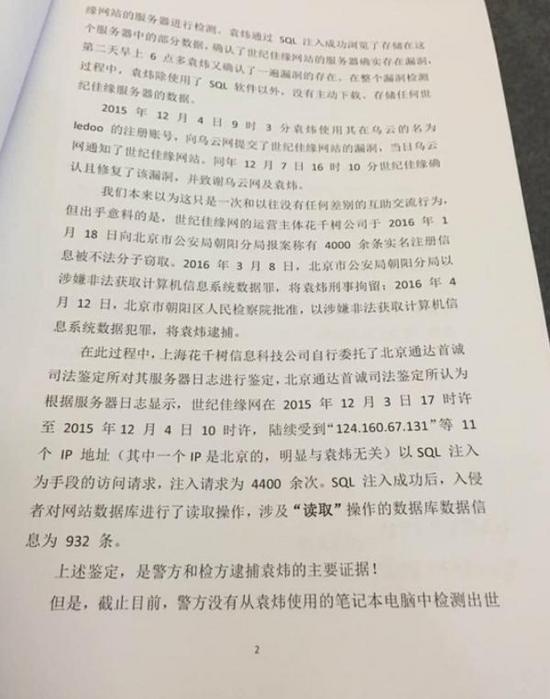 缘网站的服务器进行检测。袁炜通过 SQL 注入成功浏览了存储在这
个服务器中的部分数据，确认了世纪佳缘网站的服务器确实存在漏洞，
第二天早上 6 点多袁炜又确认了一遍漏洞的存在。在整个漏洞检测
过程中，袁炜除使用了 SQL 软件以外，没有主动下载、存储任何世
纪佳缘服务器的数据。
2015 年 12 月 4 日 9 时 3 分袁炜使用其在乌云的名为
ledoo 的注册账号，向乌云网提交了世纪佳缘网站的漏洞，当日乌云
网通知了世纪佳缘网站。同年 12 月 7 日 16 时 10 分世纪佳缘确
认且修复了该漏洞，并致谢乌云网及袁炜。
我们本来以为这只是一次和以往没有任何差别的互助交流行为，
但出乎意料的是，世纪佳缘网的运营主体花千树公司于 2016 年 1
月 18 日向北京市公安局朝阳分局报案称有 4000 余条实名注册信
息被不法分子窃取。2016 年 3 月 8 日，北京市公安局朝阳分局以
涉嫌非法获取计算机信息系统数据罪，将袁炜刑事拘留；2016 年 4
月 12 日，北京市朝阳区人民检察院批准，以涉嫌非法获取计算机信
息系统数据犯罪，将袁炜逮捕。
在此过程中，上海花千树信息科技公司自行委托了北京通达首诚
司法鉴定所对其服务器日志进行鉴定，北京通达首诚司法鉴定所认为
根据服务器日志显示，世纪佳缘网在 2015 年 12 月 3 日 17 时许
至 2015 年 12 月 4 日 10 时许，陆续受到“124.160.67.131”等 11
个 IP 地址（其中一个 IP 是北京的，明显与袁炜无关）以 SQL 注入
为手段的访问请求，注入请求为 4400 余次。SQL 注入成功后，入侵
者对网站数据库进行了读取操作，涉及“读取”操作的数据库数据信
息为 932 条。
上述鉴定，是警方和检方逮捕袁炜的主要证据！
但是，截止目前，警方没有从袁炜使用的笔记本电脑中检测出世
2